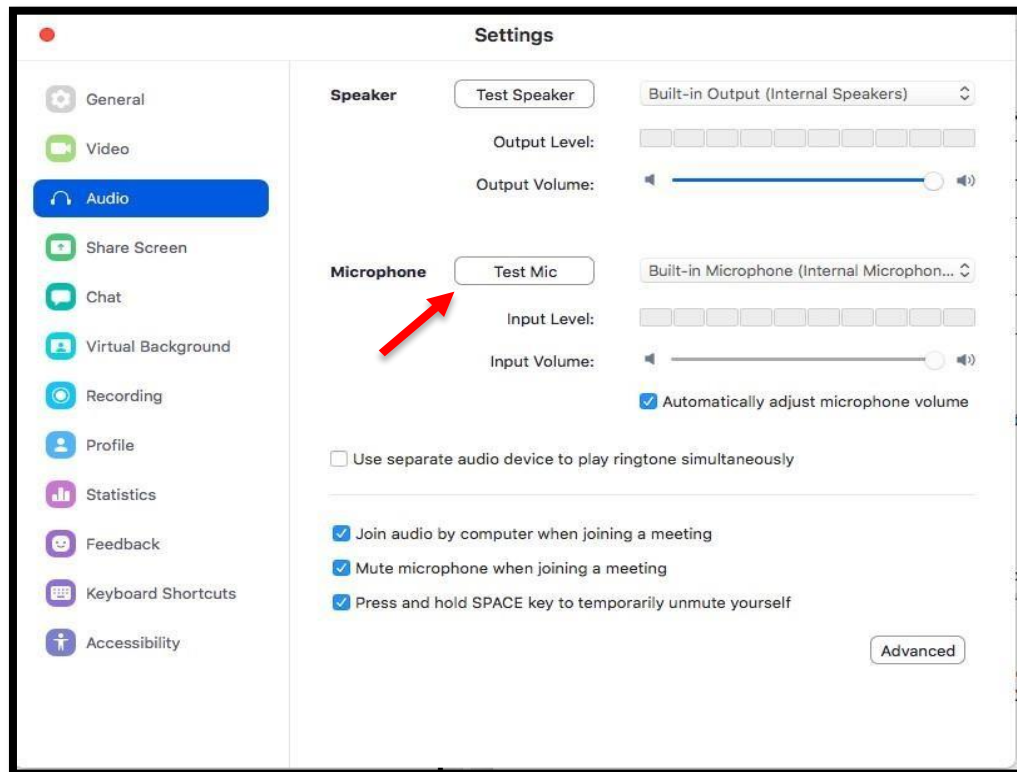 Settings
General
Video
Audio
Share Screen
Chat
Virtual Background
Recording
Profile
Statistics
Feedback
Keyboard Shortcuts
Accessibility
Speaker Test Speaker Built-in Output (Internal Speakers)
Output Level:
Output Volume:
Microphone Test Mic Built-in Microphone (Internal Microphon...
Input Level:
Input Volume:
Automatically adjust microphone volume
Use separate audio device to play ringtone simultaneously
Join audio by computer when joining a meeting
Mute microphone when joining a meeting
Press and hold SPACE key to temporarily unmute yourself
Advanced